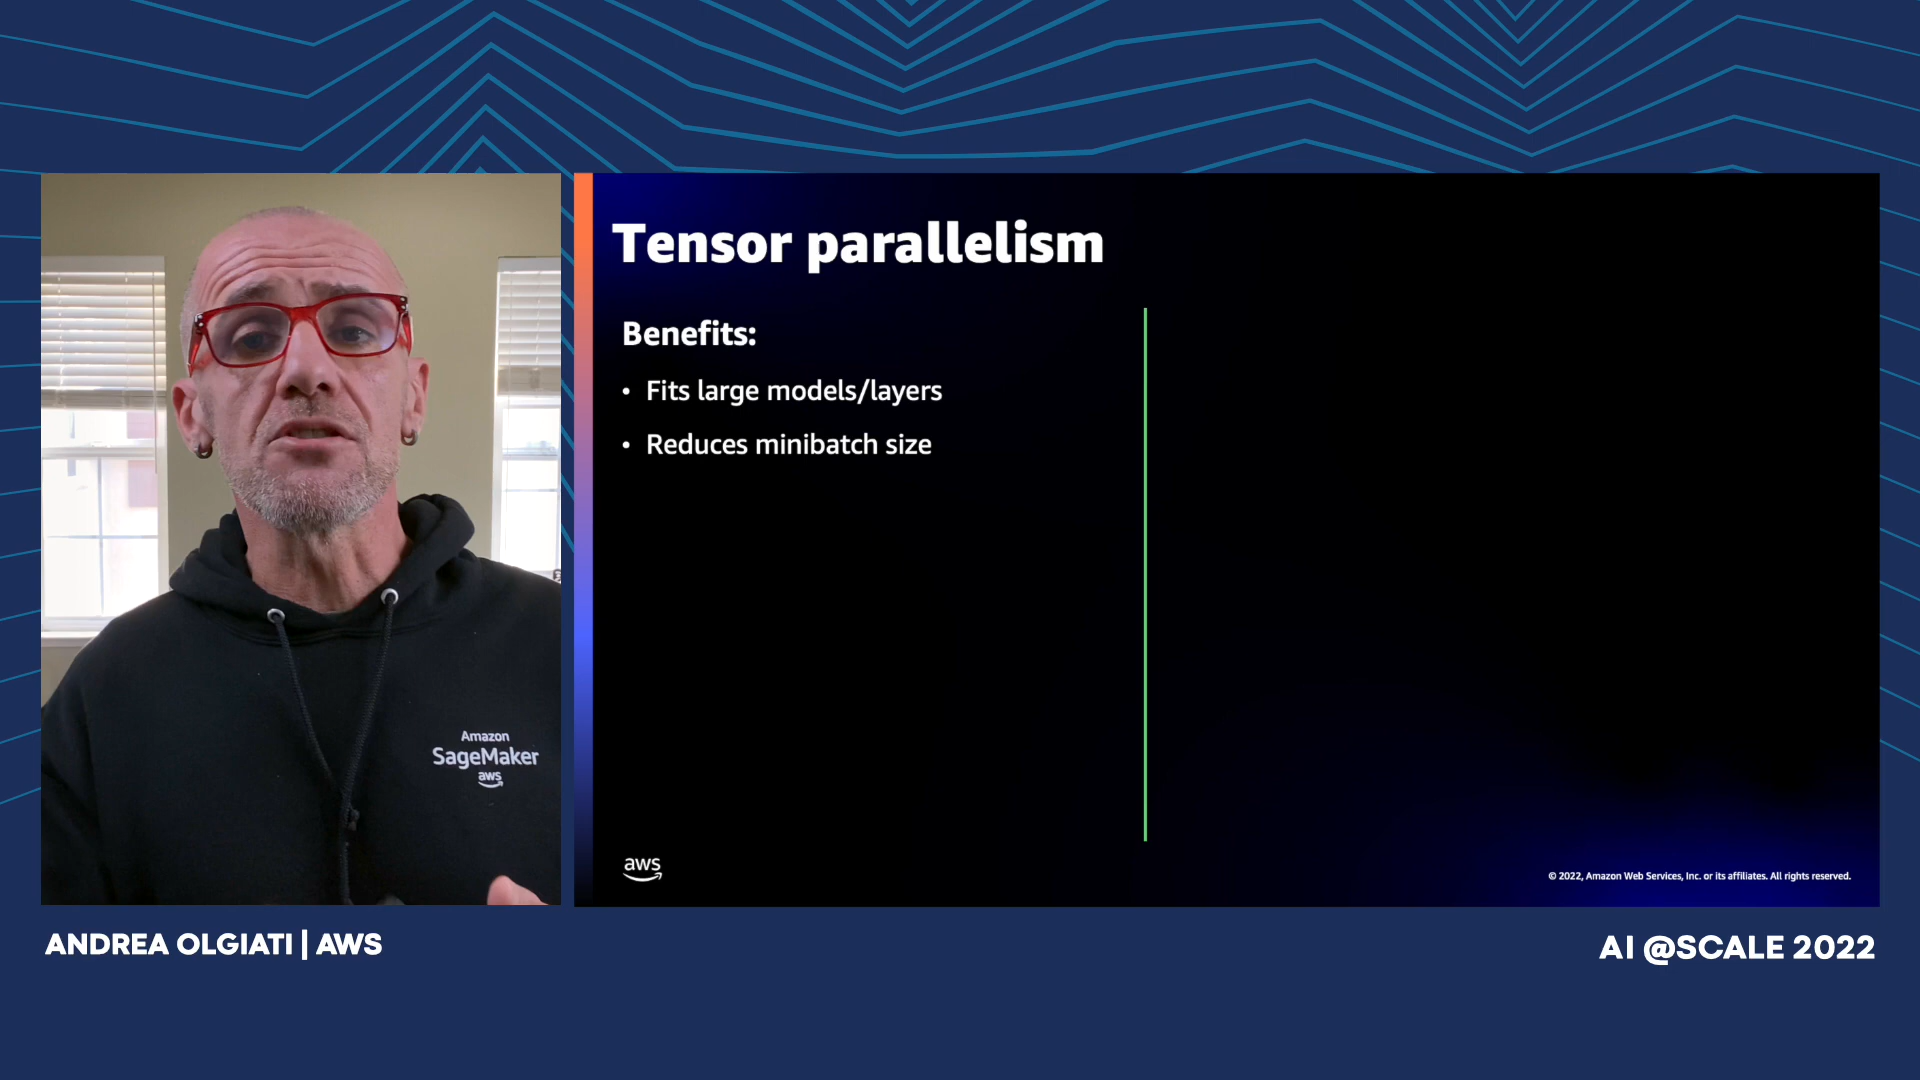 Tensor parallelism
Benefits:
• Fits large models/layers
• Reduces minibatch size
Amazon
SageMaker
aws
aws
© 2022, Amazon Web Services, Inc. or its affiliates. All rights reserved.
ANDREA OLGIATI | AWS
AI @SCALE 2022